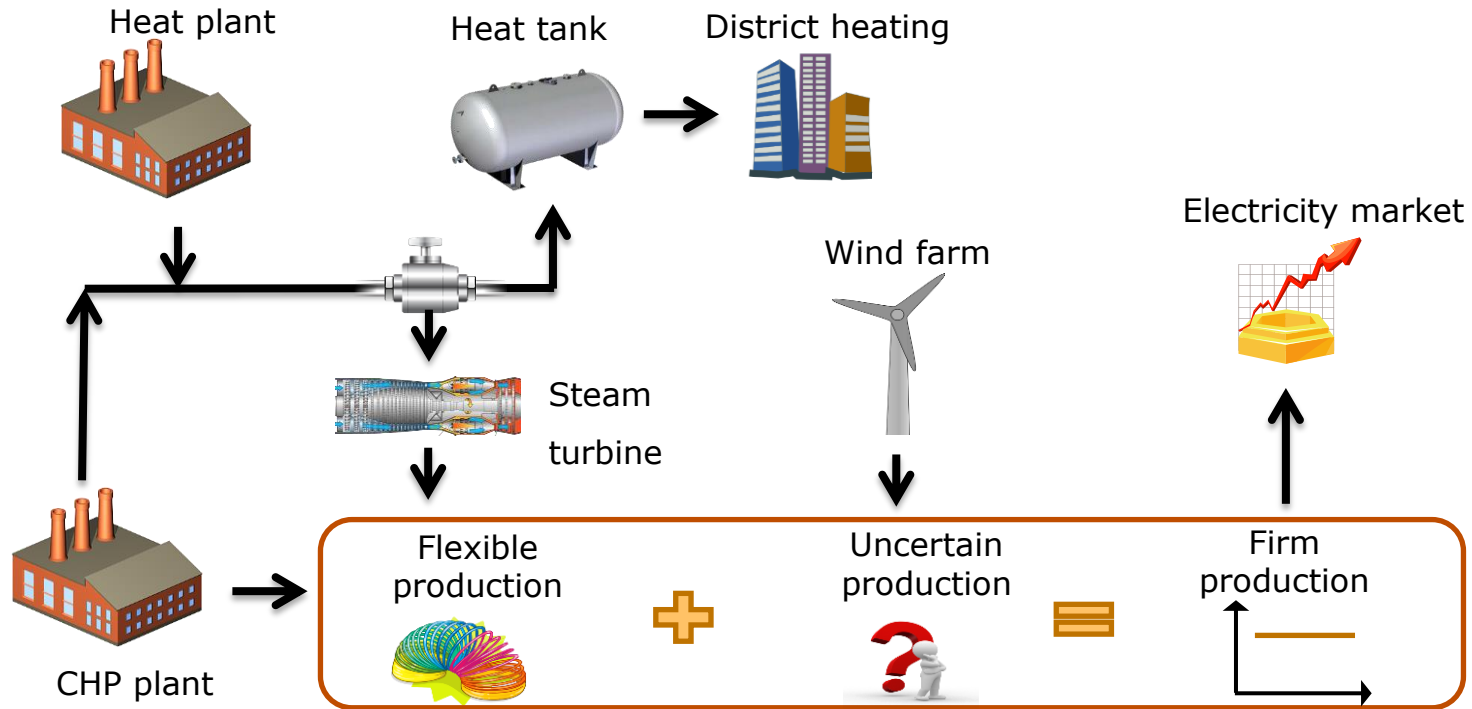 Heat plant
Heat tank
District heating
Electricity market
Wind farm
Steam
turbine
Flexible
production
Uncertain
production
Firm
production
CHP plant